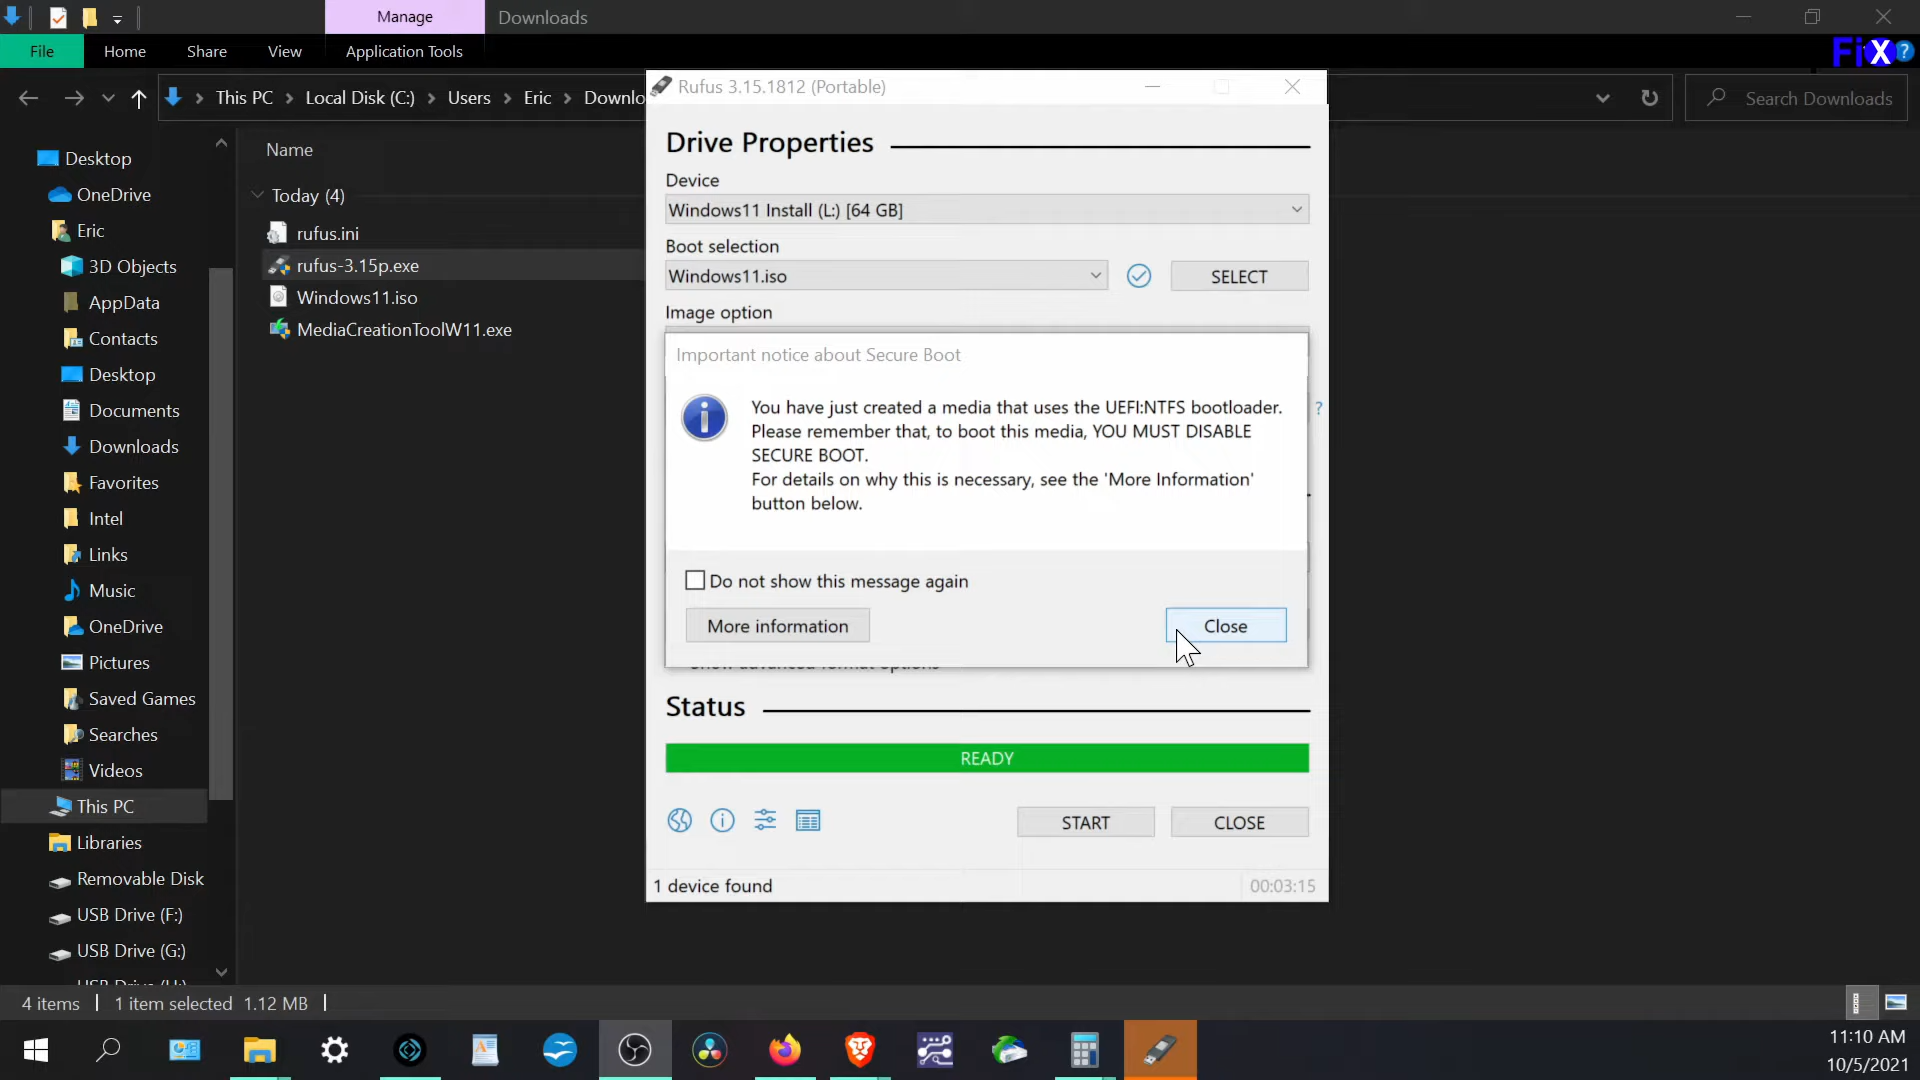 Manage
Downloads
File
Home
Share
View
Application Tools
FiX
?
This PC
Local Disk (C:)
Users
Eric
Downlo
Search Downloads
Desktop
OneDrive
Eric
3D Objects
AppData
Contacts
Desktop
Documents
Downloads
Favorites
Intel
Links
Music
OneDrive
Pictures
Saved Games
Searches
Videos
This PC
Libraries
Removable Disk
USB Drive (F:)
USB Drive (G:)
Name
Today (4)
rufus.ini
rufus-3.15p.exe
Windows11.iso
MediaCreationToolW11.exe
Rufus 3.15.1812 (Portable)
Drive Properties
Device
Windows11 Install (L:) [64 GB]
Boot selection
Windows11.iso
SELECT
Image option
Important notice about Secure Boot
You have just created a media that uses the UEFI:NTFS bootloader.
Please remember that, to boot this media, YOU MUST DISABLE
SECURE BOOT.
For details on why this is necessary, see the 'More Information'
button below.
?
Do not show this message again
More information
Close
Status
READY
START
CLOSE
1 device found
00:03:15
4 items
1 item selected 1.12 MB
11:10 AM
10/5/2021